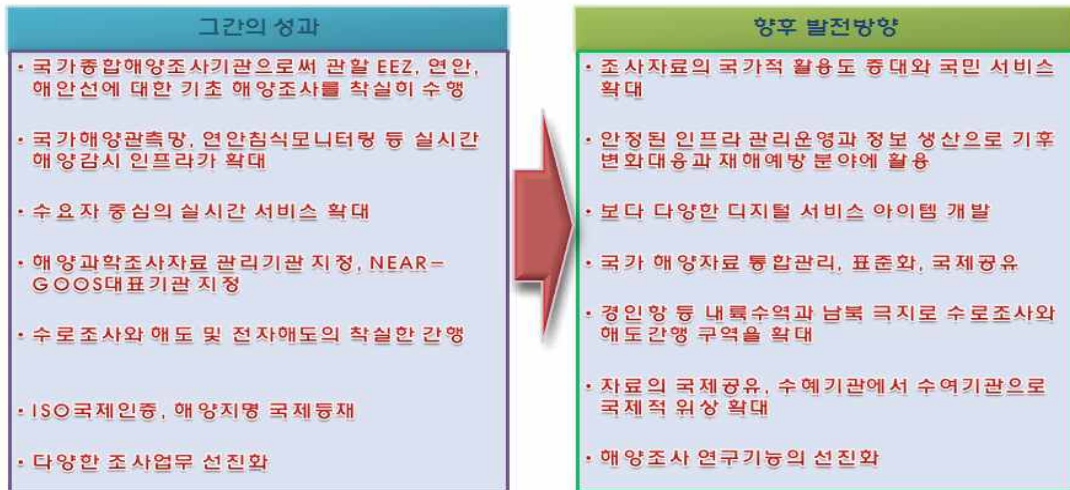 그간의 성과
• 국가종합해양조사기관으로써 관할 EEZ, 연안,
해안선에 대한 기초 해양조사를 착실히 수행
• 국가해양관측망, 연안침식모니터링 등 실시간
해양감시 인프라가 확대
• 수요자 중심의 실시간 서비스 확대
• 해양과학조사자료 관리기관 지정, NEAR-
GOOS대표기관 지정
• 수로조사와 해도 및 전자해도의 착실한 간행
• ISO국제인증, 해양지명 국제등재
• 다양한 조사업무 선진화
향후 발전방향
• 조사자료의 국가적 활용도 증대와 국민 서비스
확대
• 안정된 인프라 관리운영과 정보 생산으로 기후
변화대응과 재해예방 분야에 활용
• 보다 다양한 디지털 서비스 아이템 개발
• 국가 해양자료 통합관리, 표준화, 국제공유
• 경인항 등 내륙수역과 남북 극지로 수로조사와
해도간행 구역을 확대
• 자료의 국제공유, 수혜기관에서 수여기관으로
국제적 위상 확대
• 해양조사 연구기능의 선진화